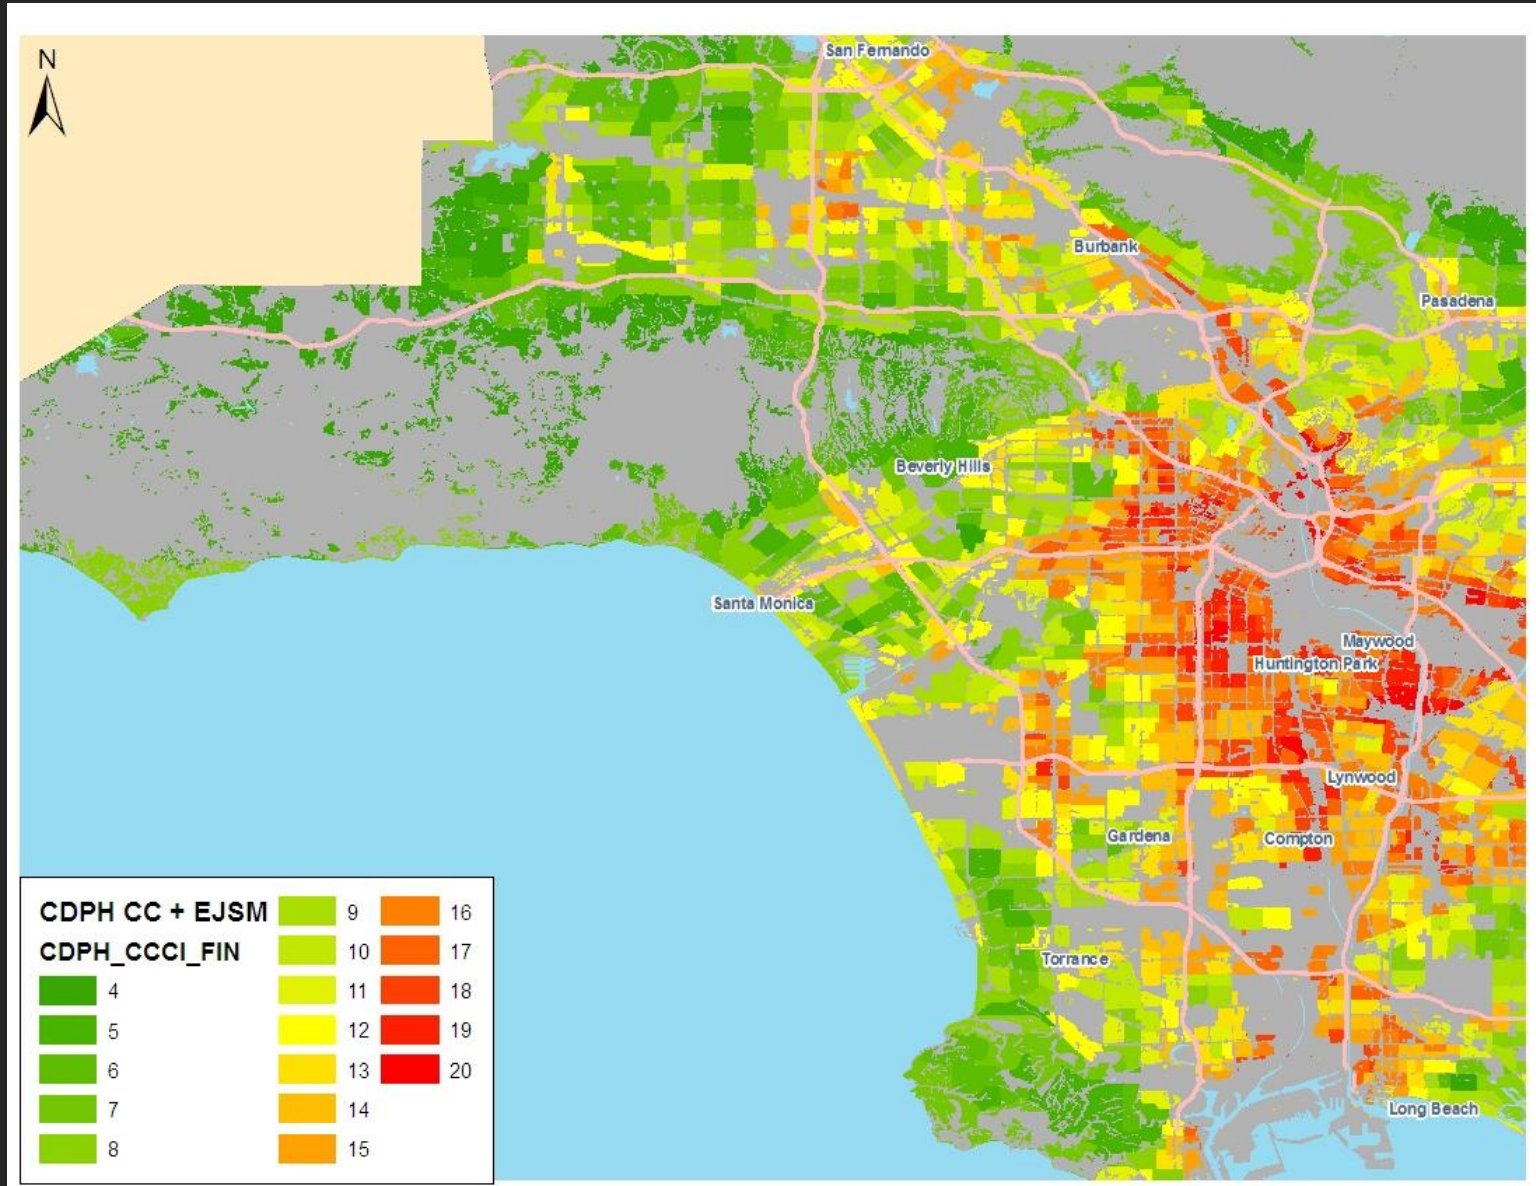 N
San Fernando
Burbank
Pasadena
Beverly Hills
Santa Monica
Maywood
Huntington Park
Lynwood
Gardena
Compton
Torrance
Long Beach
CDPH CC + EJSM
CDPH_CCCI_FIN
4
5
6
7
8
9
10
11
12
13
14
15
16
17
18
19
20